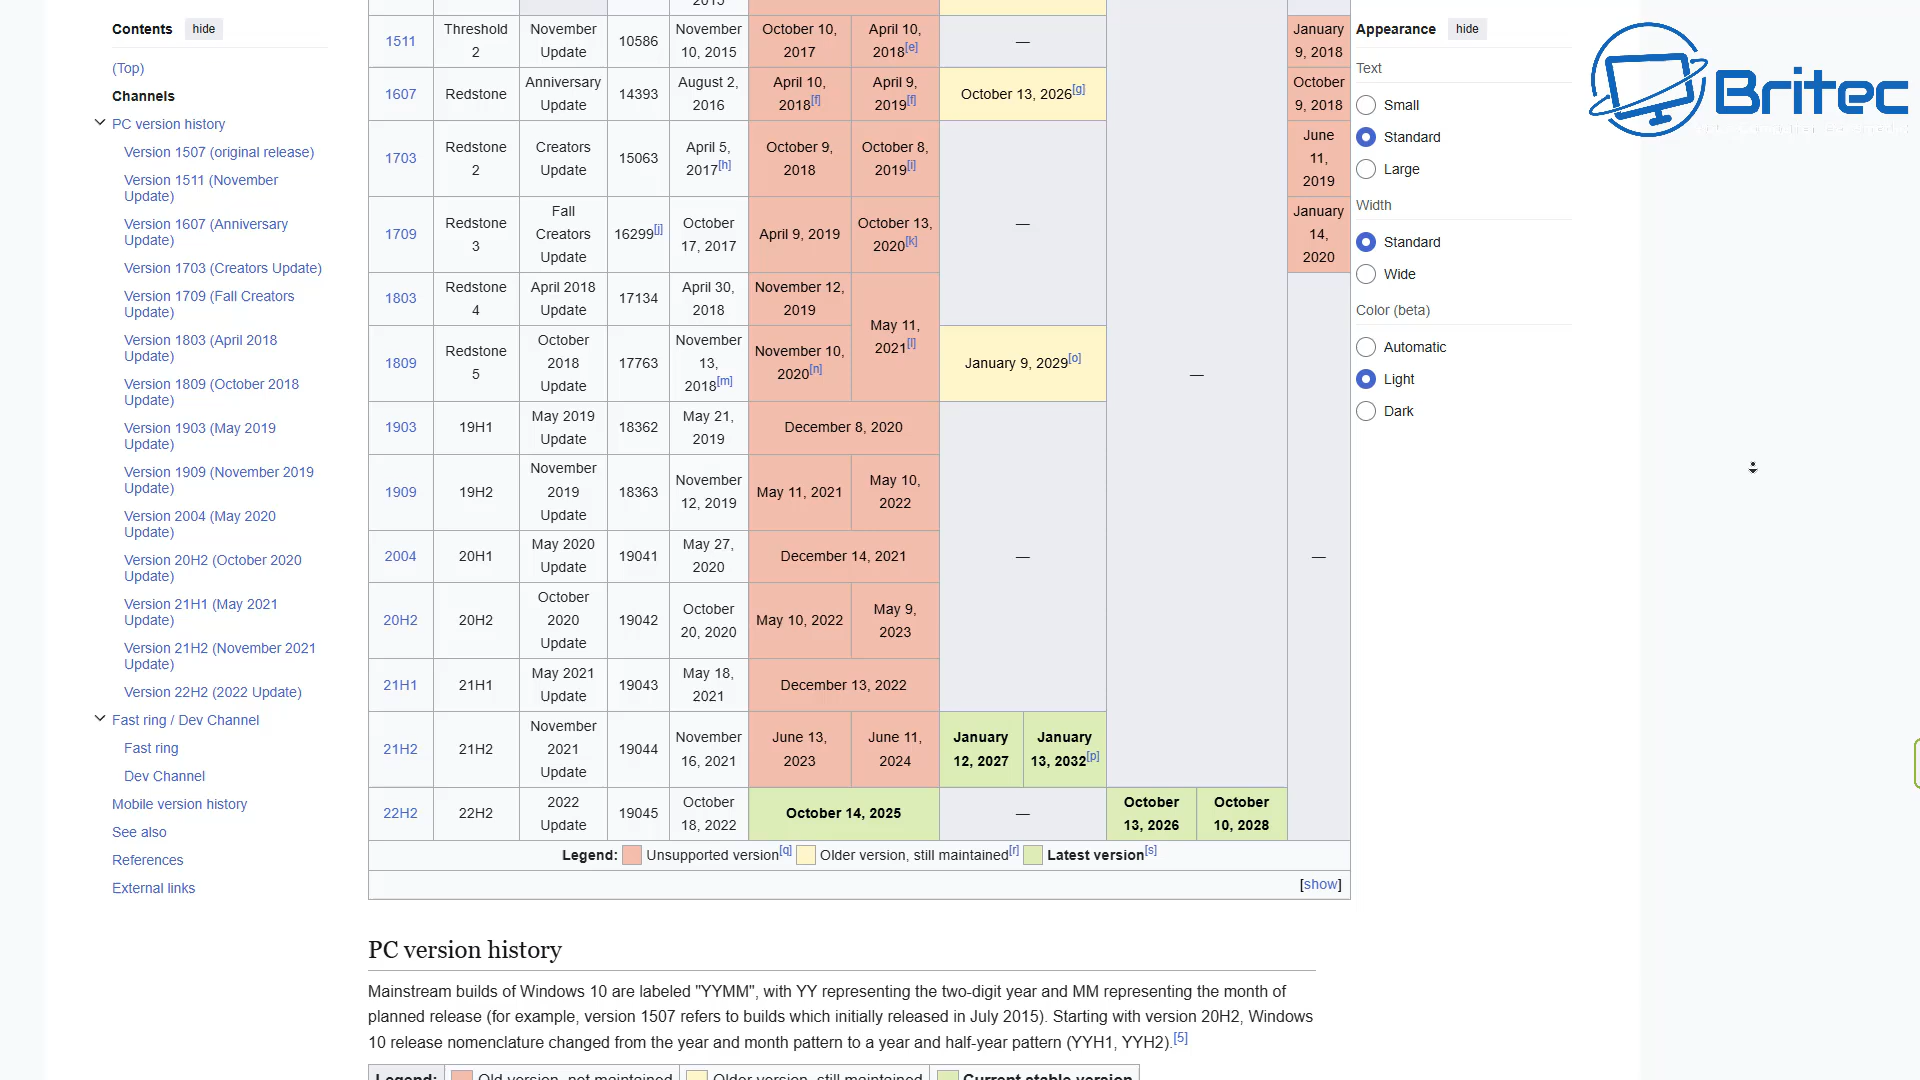 Contents hide
(Top)
Channels
PC version history
Version 1507 (original release)
Version 1511 (November
Update)
Version 1607 (Anniversary
Update)
Version 1703 (Creators Update)
Version 1709 (Fall Creators
Update)
Version 1803 (April 2018
Update)
Version 1809 (October 2018
Update)
Version 1903 (May 2019
Update)
Version 1909 (November 2019
Update)
Version 2004 (May 2020
Update)
Version 20H2 (October 2020
Update)
Version 21H1 (May 2021
Update)
Version 21H2 (November 2021
Update)
Version 22H2 (2022 Update)
Fast ring / Dev Channel
Fast ring
Dev Channel
Mobile version history
See also
References
External links
2015
1511 Threshold 2 November Update 10586 November 10, 2015 October 10, 2017 April 10, 2018[e] — January 9, 2018
1607 Redstone Anniversary Update 14393 August 2, 2016 April 10, 2018[f] April 9, 2019[f] October 13, 2026[g] October 9, 2018
1703 Redstone 2 Creators Update 15063 April 5, 2017[h] October 9, 2018 October 8, 2019[i] — June 11, 2019
1709 Redstone 3 Fall Creators Update 16299[j] October 17, 2017 April 9, 2019 October 13, 2020[k] January 14, 2020
1803 Redstone 4 April 2018 Update 17134 April 30, 2018 November 12, 2019 May 11, 2021[l]
1809 Redstone 5 October 2018 Update 17763 November 13, 2018[m] November 10, 2020[n] January 9, 2029[o] —
1903 19H1 May 2019 Update 18362 May 21, 2019 December 8, 2020
1909 19H2 November 2019 Update 18363 November 12, 2019 May 11, 2021 May 10, 2022
2004 20H1 May 2020 Update 19041 May 27, 2020 December 14, 2021 — —
20H2 20H2 October 2020 Update 19042 October 20, 2020 May 10, 2022 May 9, 2023
21H1 21H1 May 2021 Update 19043 May 18, 2021 December 13, 2022
21H2 21H2 November 2021 Update 19044 November 16, 2021 June 13, 2023 June 11, 2024 January 12, 2027 January 13, 2032[p]
22H2 22H2 2022 Update 19045 October 18, 2022 October 14, 2025 — October 13, 2026 October 10, 2028
Legend: Unsupported version[q] Older version, still maintained[r] Latest version[s]
[show]
PC version history
Mainstream builds of Windows 10 are labeled "YYMM", with YY representing the two-digit year and MM representing the month of
planned release (for example, version 1507 refers to builds which initially released in July 2015). Starting with version 20H2, Windows
10 release nomenclature changed from the year and month pattern to a year and half-year pattern (YYH1, YYH2).[5]
Legend: Old version, not maintained Older version, still maintained Current stable version
Appearance hide
Text
Small
Standard
Large
Width
Standard
Wide
Color (beta)
Automatic
Light
Dark
Britec